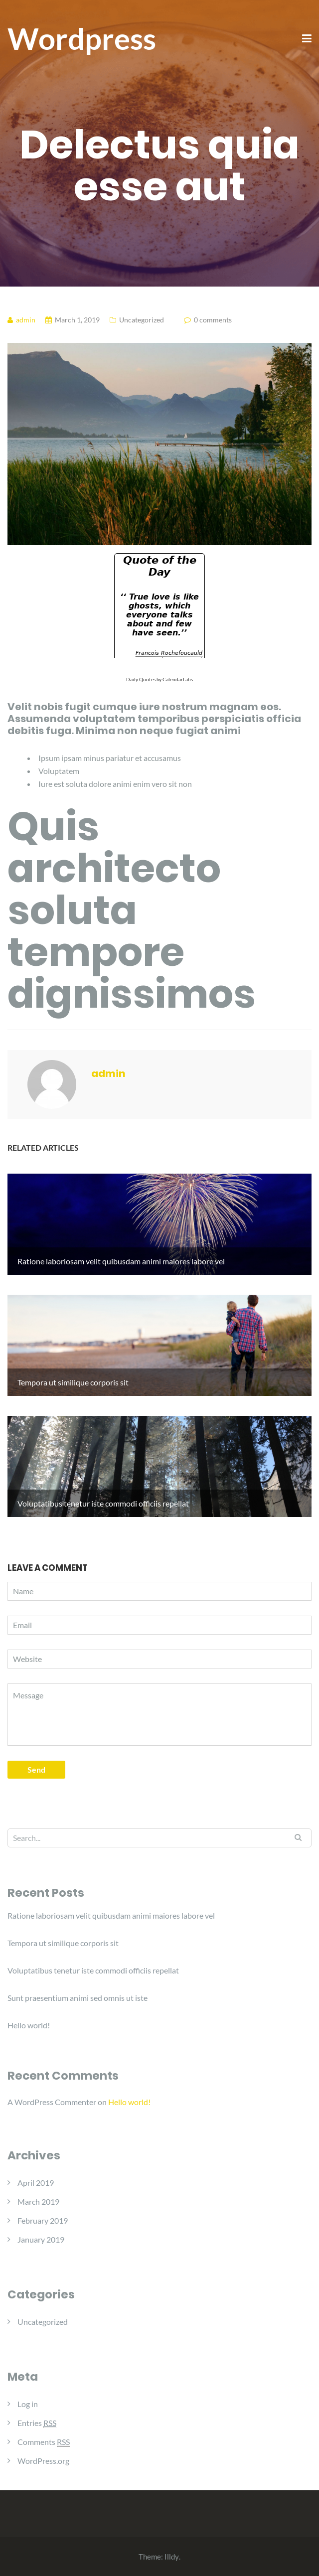 Wordpress
Delectus quia
esse aut
admin March 1, 2019 Uncategorized 0 comments
Quote of the
Day
‘‘ True love is like
ghosts, which
everyone talks
about and few
have seen.’’
Francois Rochefoucauld
Daily Quotes by CalendarLabs
Velit nobis fugit cumque iure nostrum magnam eos.
Assumenda voluptatem temporibus perspiciatis officia
debitis fuga. Minima non neque fugiat animi
• Ipsum ipsam minus pariatur et accusamus
• Voluptatem
• Iure est soluta dolore animi enim vero sit non
Quis
architecto
soluta
tempore
dignissimos
admin
RELATED ARTICLES
Ratione laboriosam velit quibusdam animi maiores labore vel
Tempora ut similique corporis sit
Voluptatibus tenetur iste commodi officiis repellat
LEAVE A COMMENT
Name
Email
Website
Message
Send
Search...
Recent Posts
Ratione laboriosam velit quibusdam animi maiores labore vel
Tempora ut similique corporis sit
Voluptatibus tenetur iste commodi officiis repellat
Sunt praesentium animi sed omnis ut iste
Hello world!
Recent Comments
A WordPress Commenter on Hello world!
Archives
April 2019
March 2019
February 2019
January 2019
Categories
Uncategorized
Meta
Log in
Entries RSS
Comments RSS
WordPress.org
Theme: Illdy.